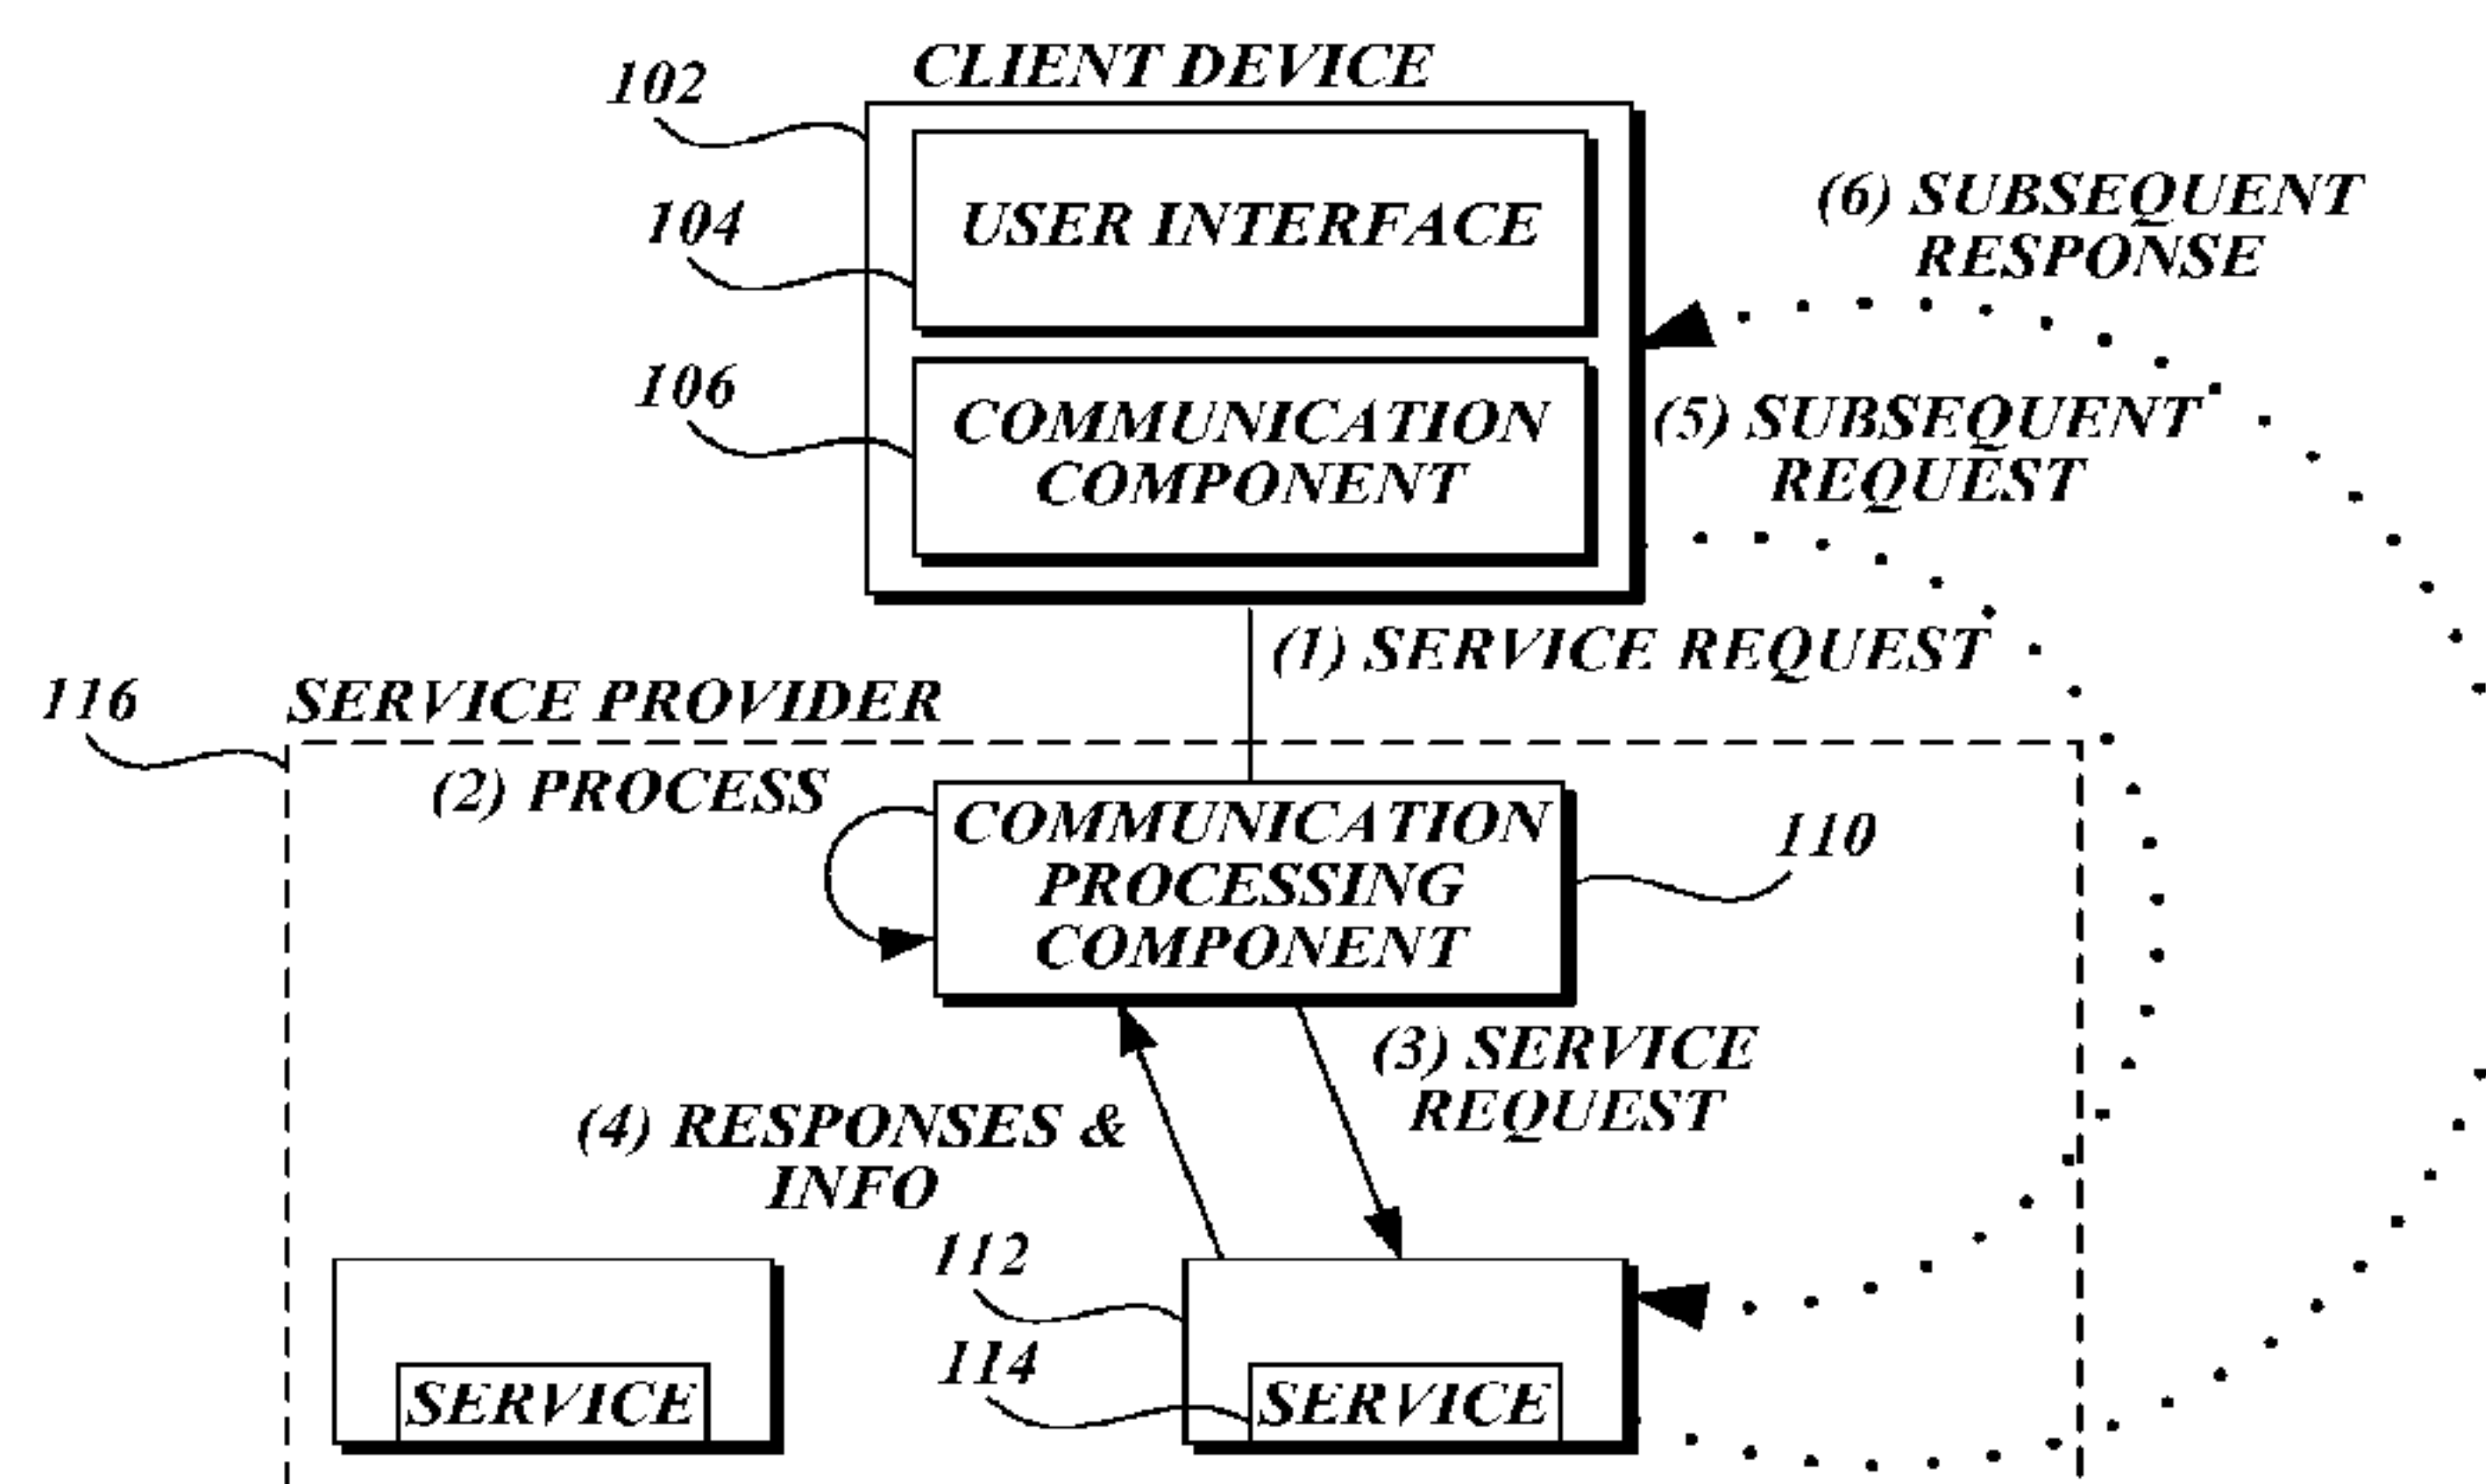 CLIENT DEVICE
102
USER INTERFACE
104
(6) SUBSEQUENT
RESPONSE
106
COMMUNICATION
COMPONENT
(5) SUBSEQUENT
REQUEST
(1) SERVICE REQUEST
116
SERVICE PROVIDER
(2) PROCESS
COMMUNICATION
PROCESSING
COMPONENT
110
(3) SERVICE
REQUEST
(4) RESPONSES &
INFO
112
114
SERVICE
SERVICE